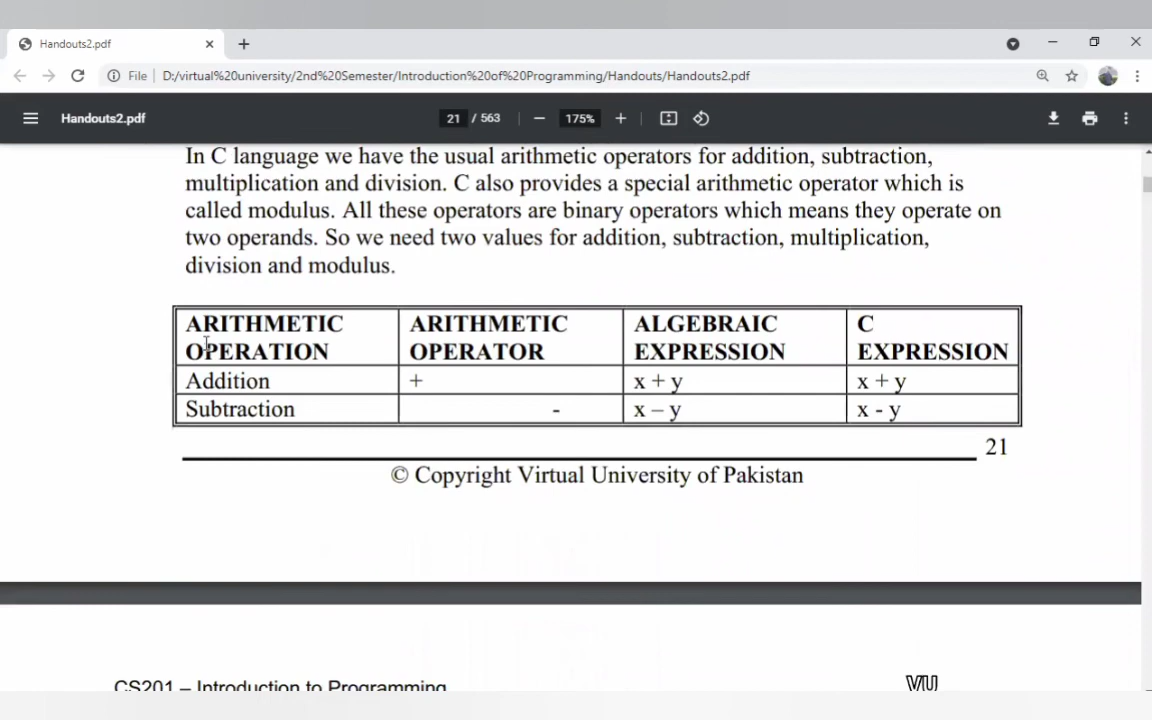 Handouts2.pdf
File | D:/virtual%20university/2nd%20Semester/Introduction%20of%20Programming/Handouts/Handouts2.pdf
Handouts2.pdf 21 / 563 — 175% +
In C language we have the usual arithmetic operators for addition, subtraction,
multiplication and division. C also provides a special arithmetic operator which is
called modulus. All these operators are binary operators which means they operate on
two operands. So we need two values for addition, subtraction, multiplication,
division and modulus.
ARITHMETIC OPERATION ARITHMETIC OPERATOR ALGEBRAIC EXPRESSION C EXPRESSION
Addition + x + y x + y
Subtraction - x – y x - y
21
© Copyright Virtual University of Pakistan
CS201 – Introduction to Programming
VU